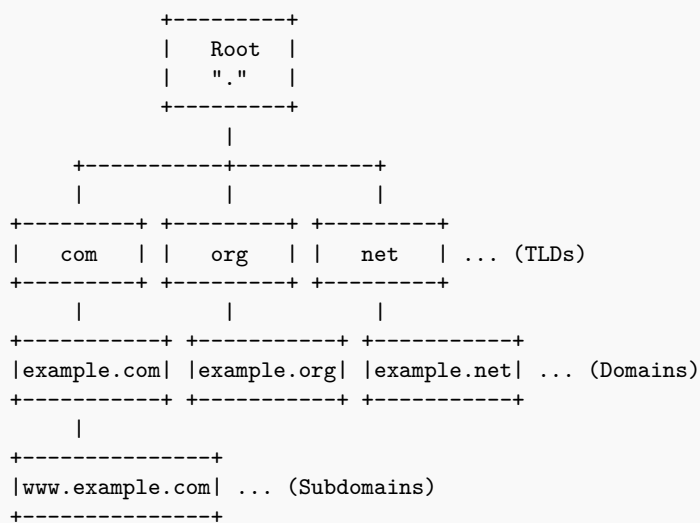 Root
"."
com org net ... (TLDs)
example.com example.org example.net ... (Domains)
www.example.com ... (Subdomains)